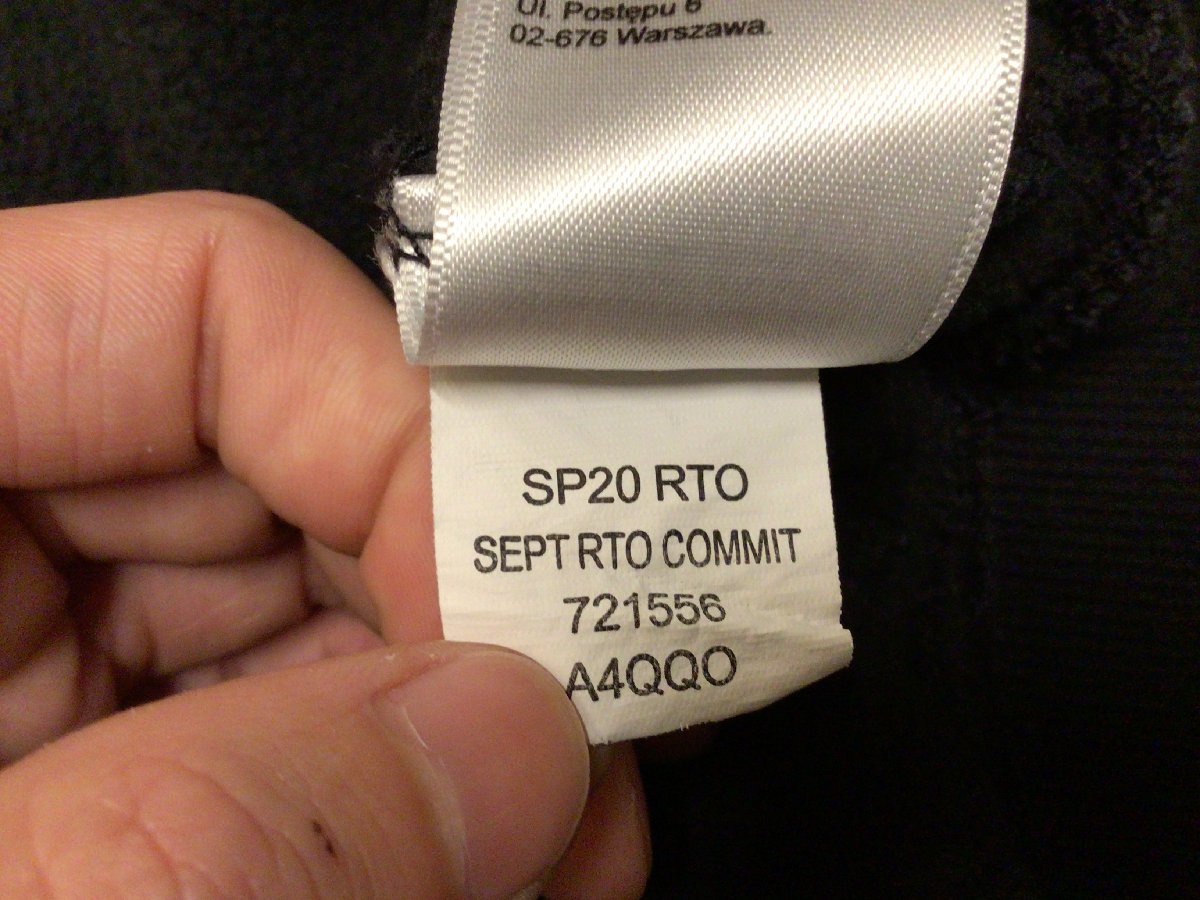 Ul. Postępu 6
02-676 Warszawa.
SP20 RTO
SEPT RTO COMMIT
721556
A4QQO